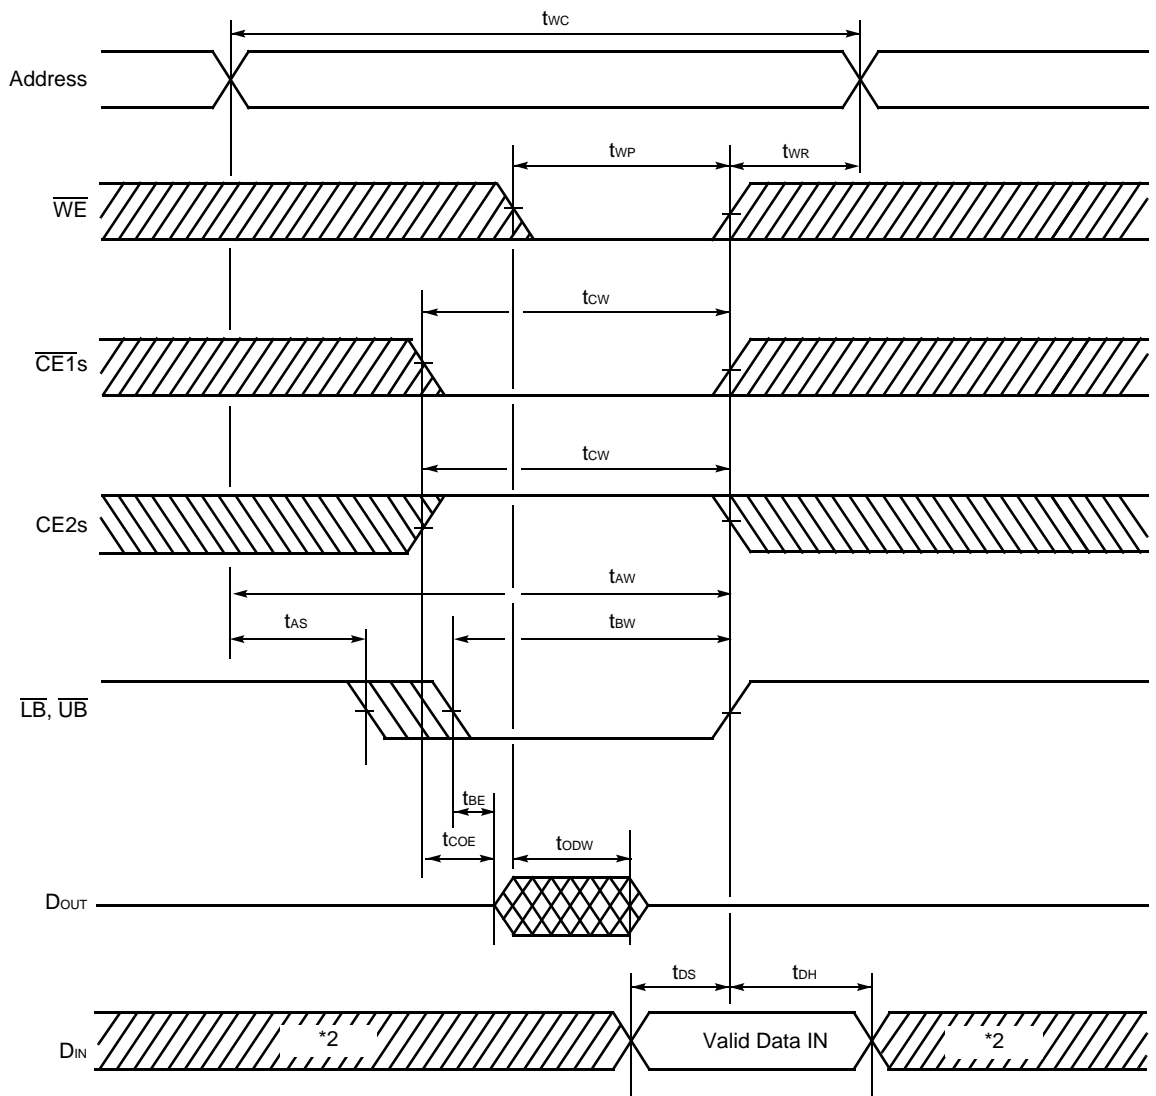 tWC
Address
tWP
tWR
WE
tCW
CE1s
tCW
CE2s
tAW
tAS
tBW
LB, UB
tBE
tCOE
tODW
DOUT
tDS
tDH
DIN
*2
Valid Data IN
*2